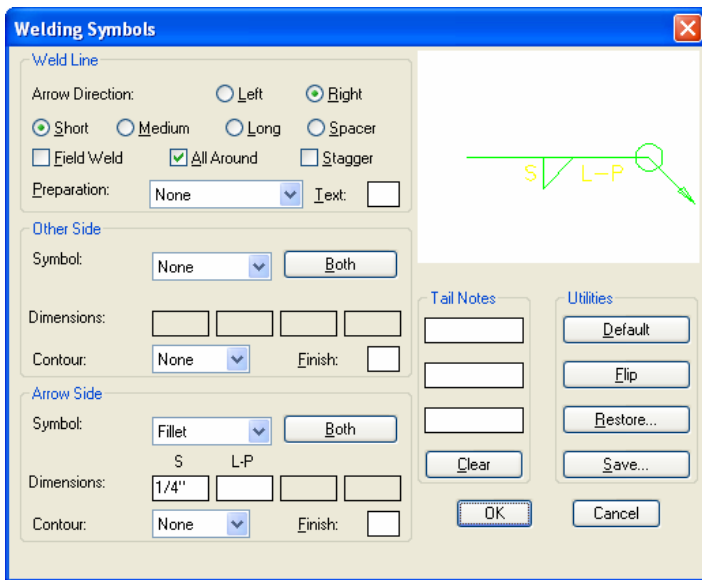 Welding Symbols
Weld Line
Arrow Direction: Left Right
Short Medium Long Spacer
Field Weld All Around Stagger
Preparation: None Text:
S L-P
Other Side
Symbol: None Both
Dimensions:
Contour: None Finish:
Arrow Side
Symbol: Fillet Both
S L-P
Dimensions: 1/4"
Contour: None Finish:
Tail Notes
Clear
Utilities
Default
Flip
Restore...
Save...
OK Cancel